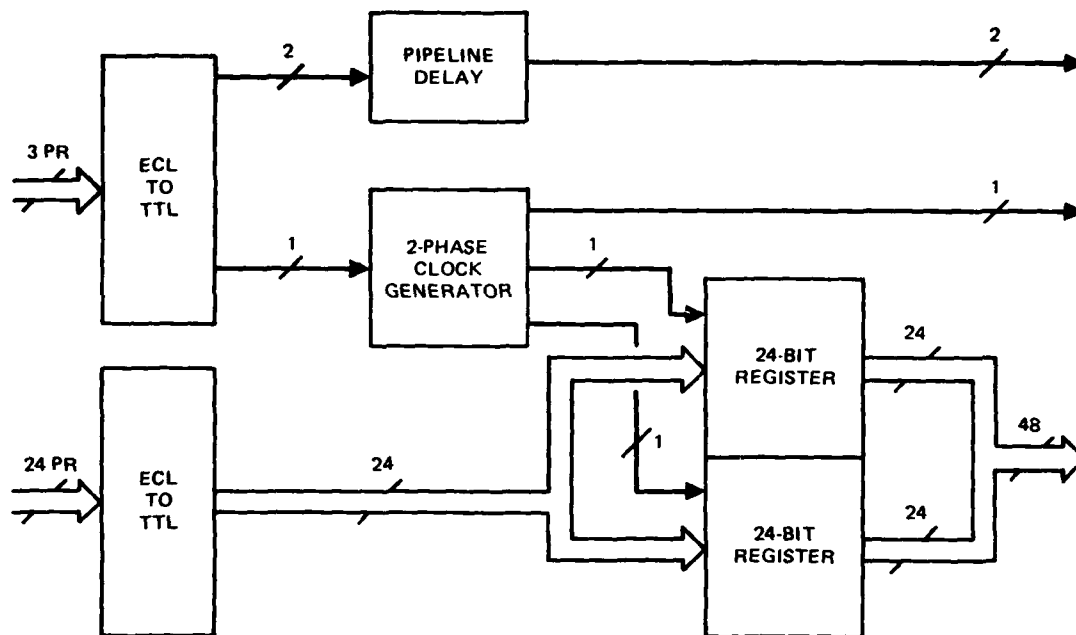 2
PIPELINE
DELAY
2
3 PR
ECL
TO
TTL
1
2-PHASE
CLOCK
GENERATOR
1
1
1
24 PR
ECL
TO
TTL
24
24-BIT
REGISTER
24
24-BIT
REGISTER
24
48